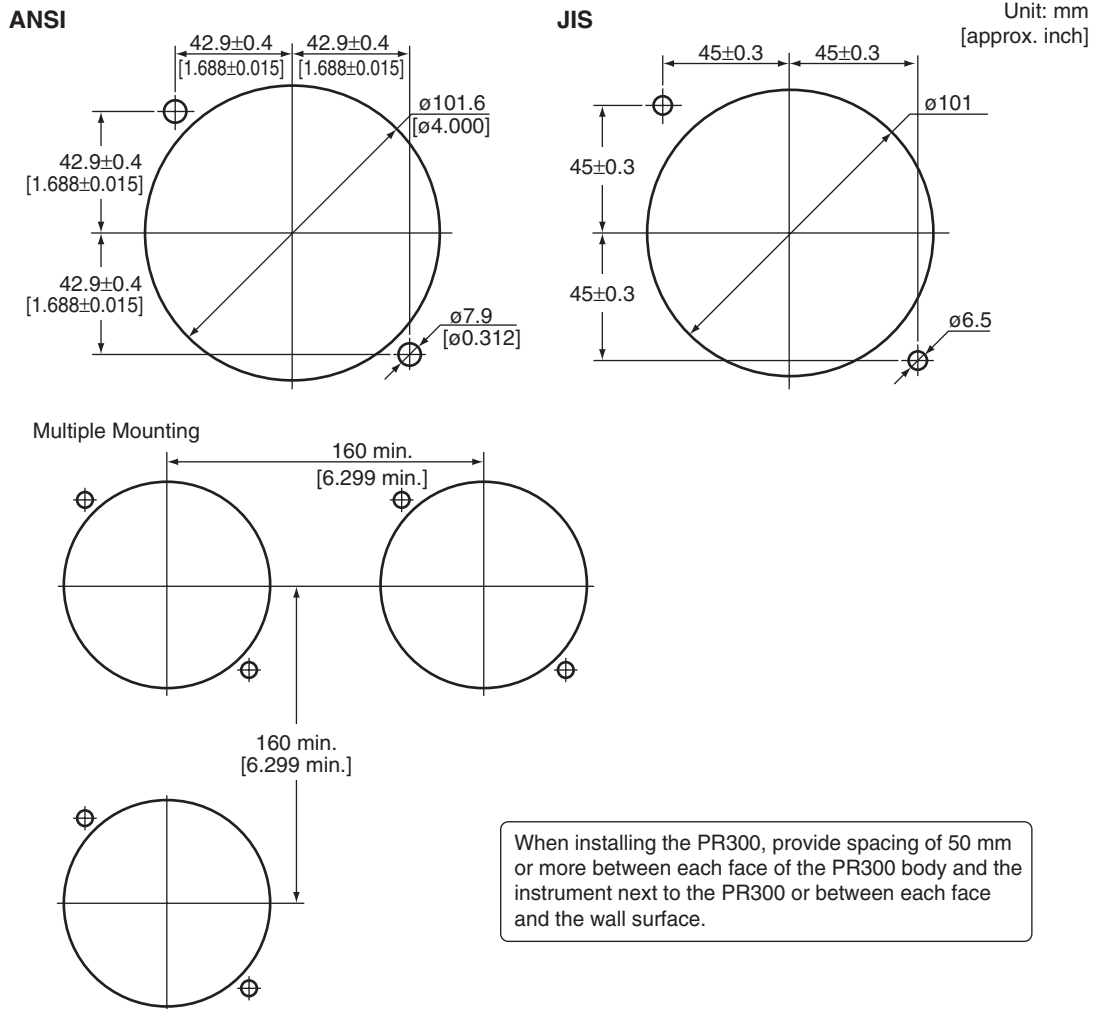 ANSI
JIS
Unit: mm
[approx. inch]
42.9±0.4
[1.688±0.015]
42.9±0.4
[1.688±0.015]
ø101.6
[ø4.000]
42.9±0.4
[1.688±0.015]
42.9±0.4
[1.688±0.015]
ø7.9
[ø0.312]
45±0.3
45±0.3
ø101
45±0.3
45±0.3
ø6.5
Multiple Mounting
160 min.
[6.299 min.]
160 min.
[6.299 min.]
When installing the PR300, provide spacing of 50 mm
or more between each face of the PR300 body and the
instrument next to the PR300 or between each face
and the wall surface.